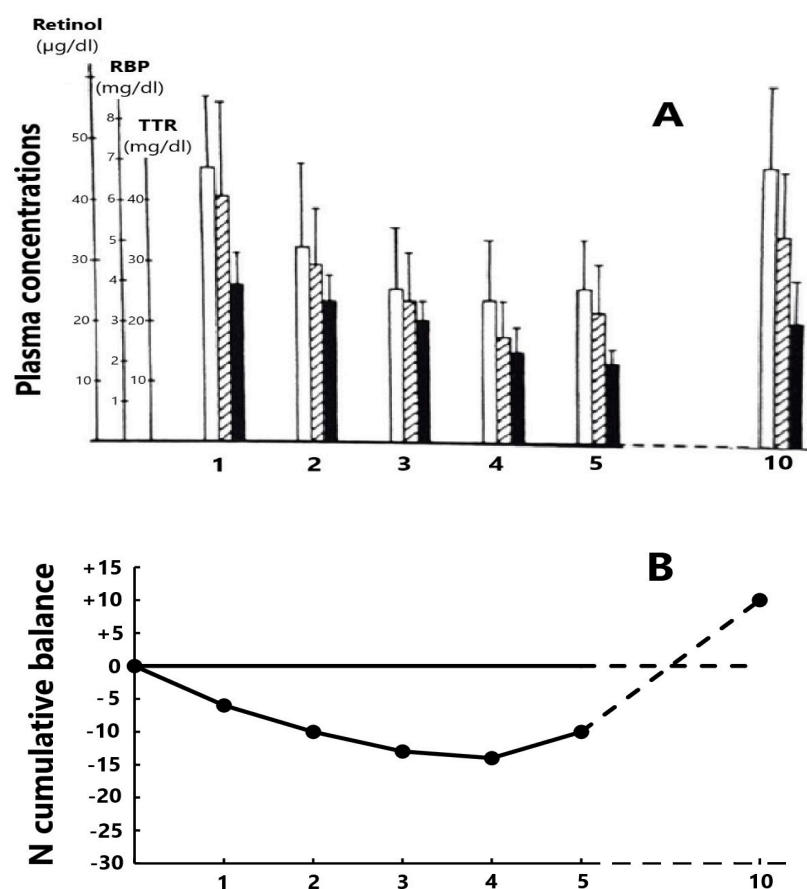 Retinol
(µg/dl)
RBP
(mg/dl)
TTR
(mg/dl)
A
Plasma concentrations
50
40
30
20
10
8
7
6
5
4
3
2
1
40
30
20
10
1 2 3 4 5 10
B
N cumulative balance
+15
+10
+5
0
-5
-10
-15
-20
-25
-30
1 2 3 4 5 10